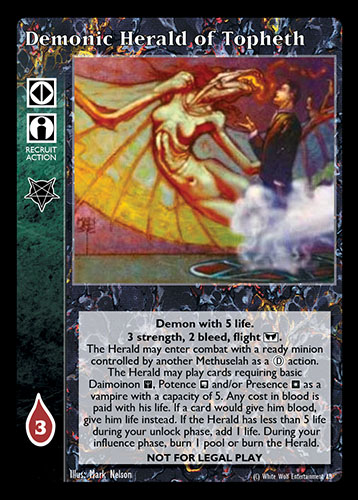 Demonic Herald of Topheth
RECRUIT
ACTION
Demon with 5 life.
3 strength, 2 bleed, flight.
The Herald may enter combat with a ready minion
controlled by another Methuselah as a Ⓓ action.
The Herald may play cards requiring basic
Daimoinon, Potence and/or Presence as a
vampire with a capacity of 5. Any cost in blood is
paid with his life. If a card would give him blood,
give him life instead. If the Herald has less than 5 life
during your unlock phase, add 1 life. During your
influence phase, burn 1 pool or burn the Herald.
NOT FOR LEGAL PLAY
3
Illus: Mark Nelson
(C) White Wolf Entertainment AB